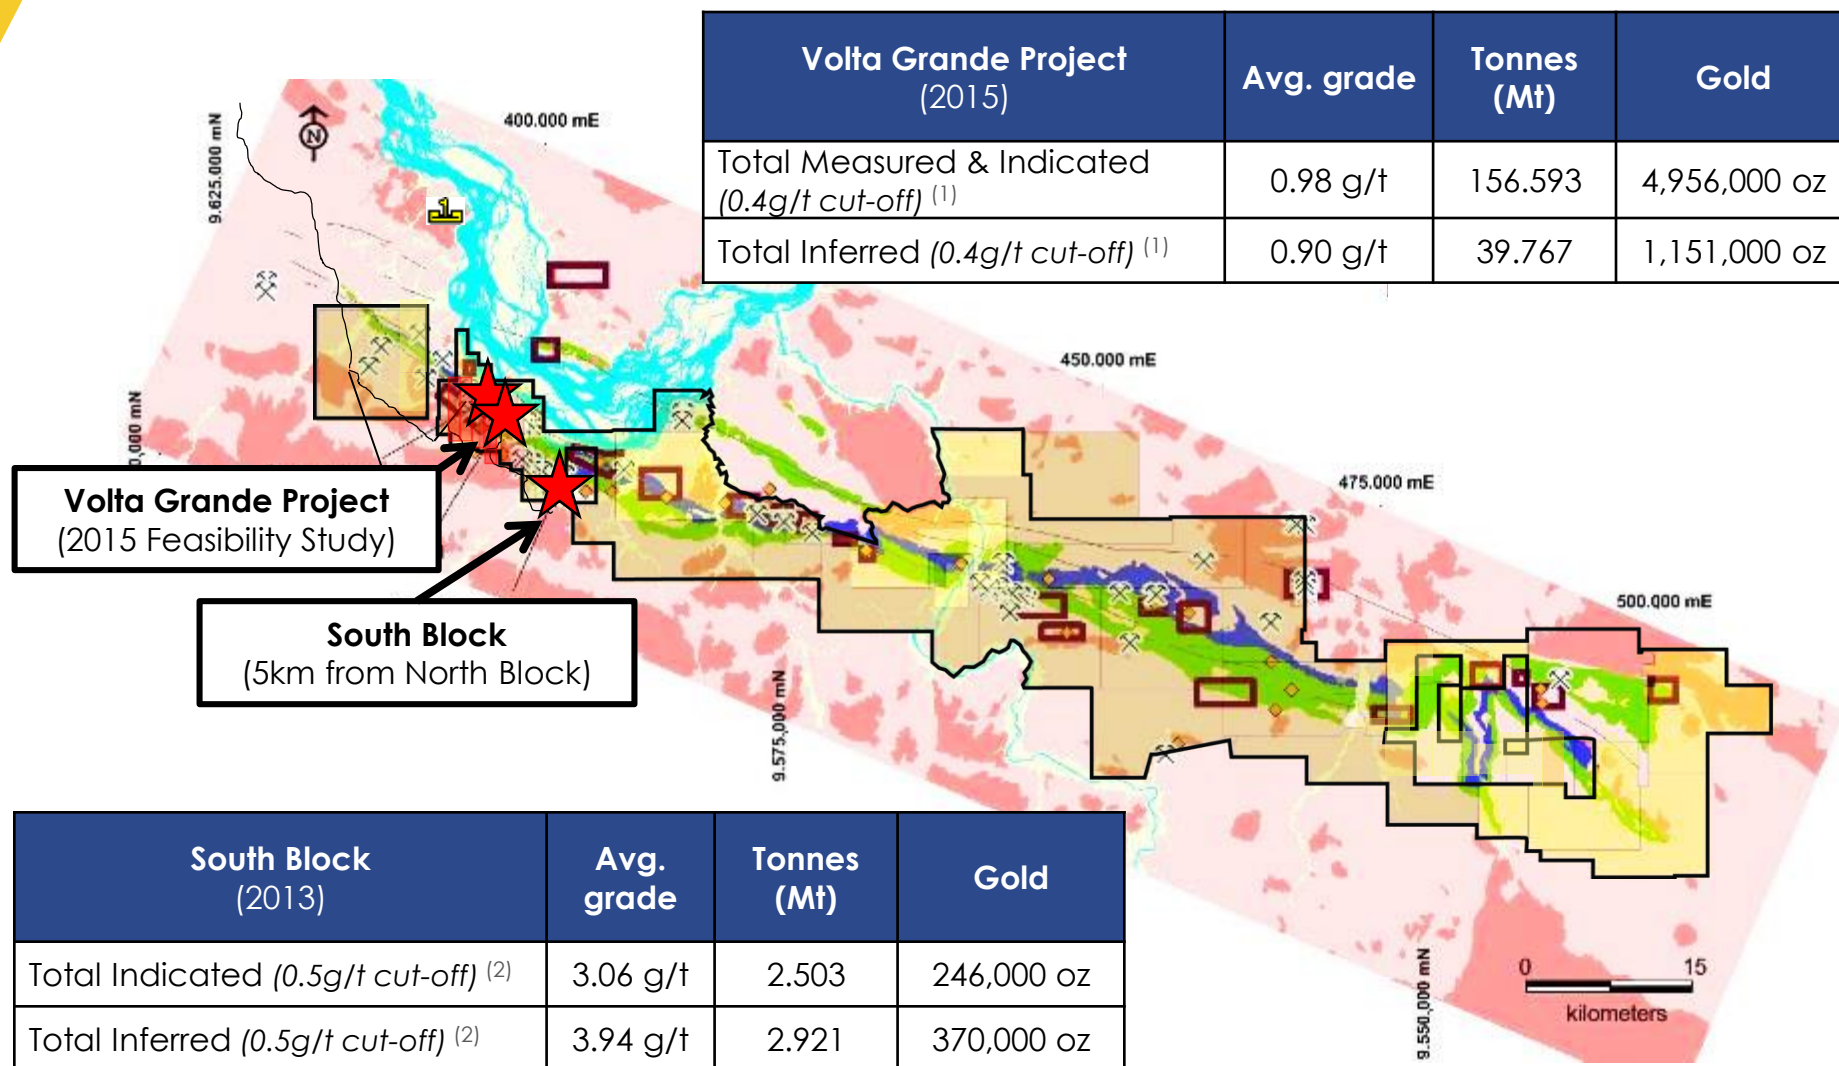 Volta Grande Project
(2015)
Avg. grade
Tonnes
(Mt)
Gold
Total Measured & Indicated
(0.4g/t cut-off) (1)
0.98 g/t
156.593
4,956,000 oz
Total Inferred (0.4g/t cut-off) (1)
0.90 g/t
39.767
1,151,000 oz
400.000 mE
9.625.000 mN
N
1
450.000 mE
0,000 mN
475.000 mE
Volta Grande Project
(2015 Feasibility Study)
South Block
(5km from North Block)
500.000 mE
9.575,000 mN
South Block
(2013)
Avg.
grade
Tonnes
(Mt)
Gold
Total Indicated (0.5g/t cut-off) (2)
3.06 g/t
2.503
246,000 oz
Total Inferred (0.5g/t cut-off) (2)
3.94 g/t
2.921
370,000 oz
9.550,000 mN
0 15
kilometers